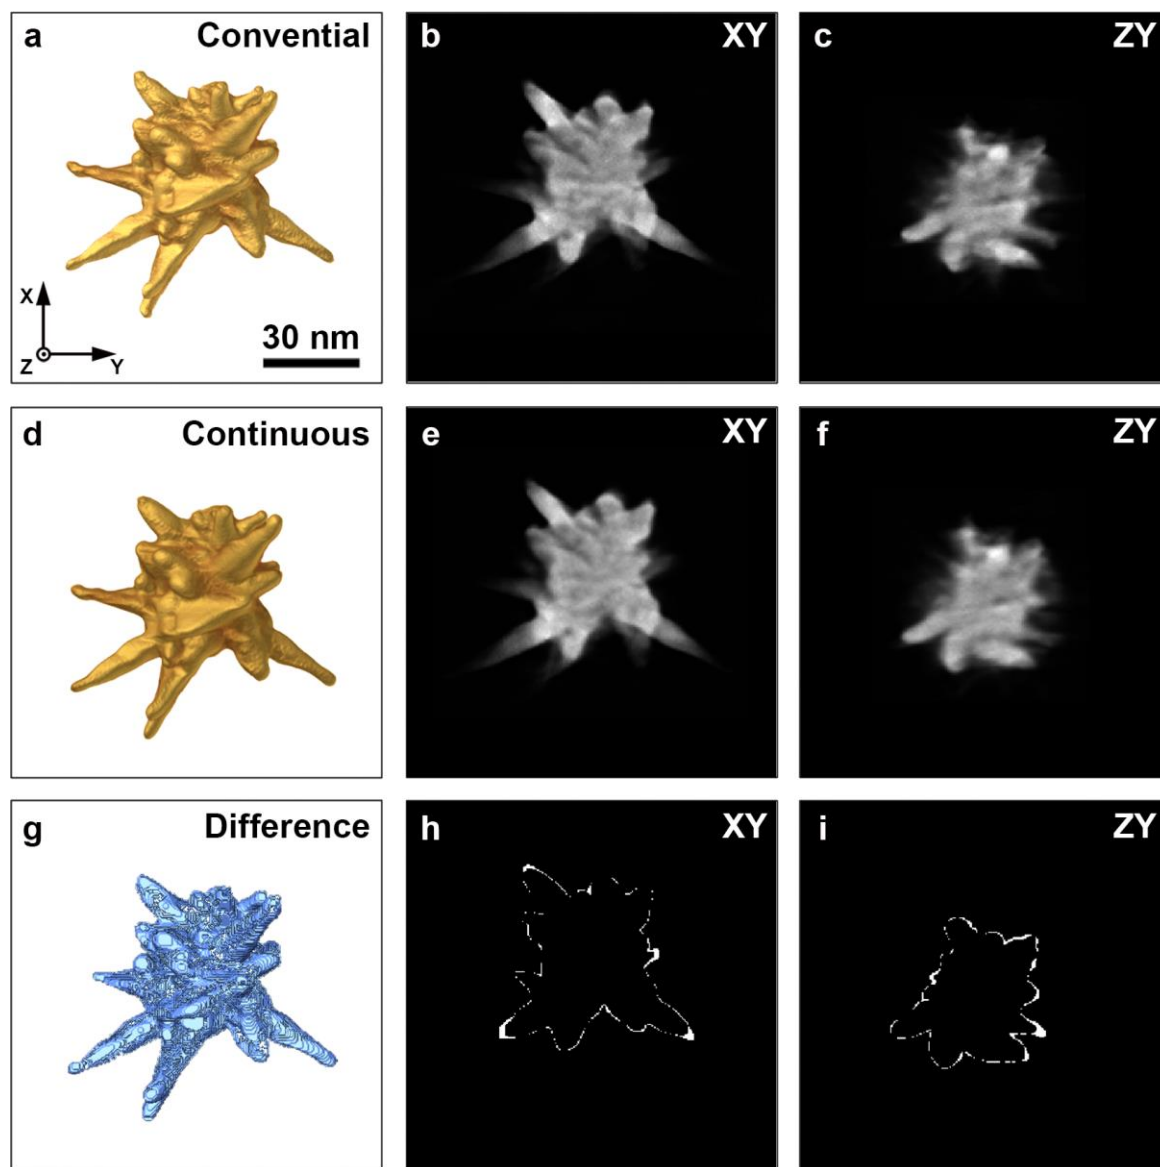 a Convential
b XY
c ZY
X
Z Y
30 nm
d Continuous
e XY
f ZY
g Difference
h XY
i ZY